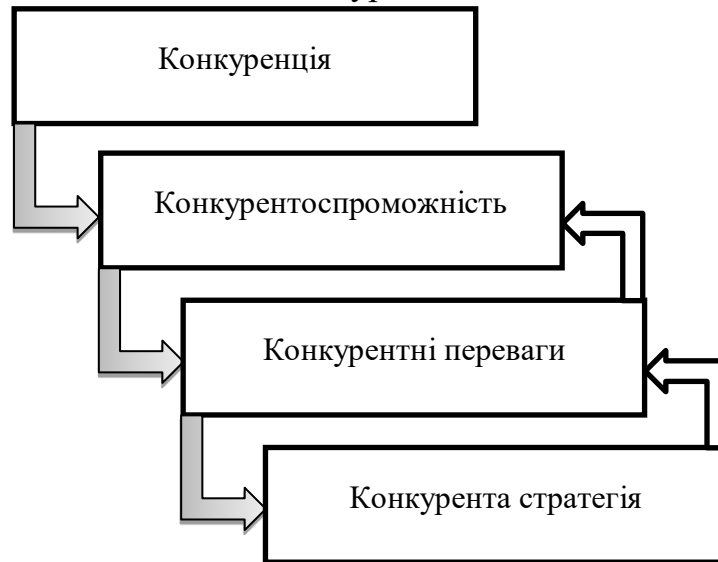 Конкуренція
Конкурентоспроможність
Конкурентні переваги
Конкурента стратегія